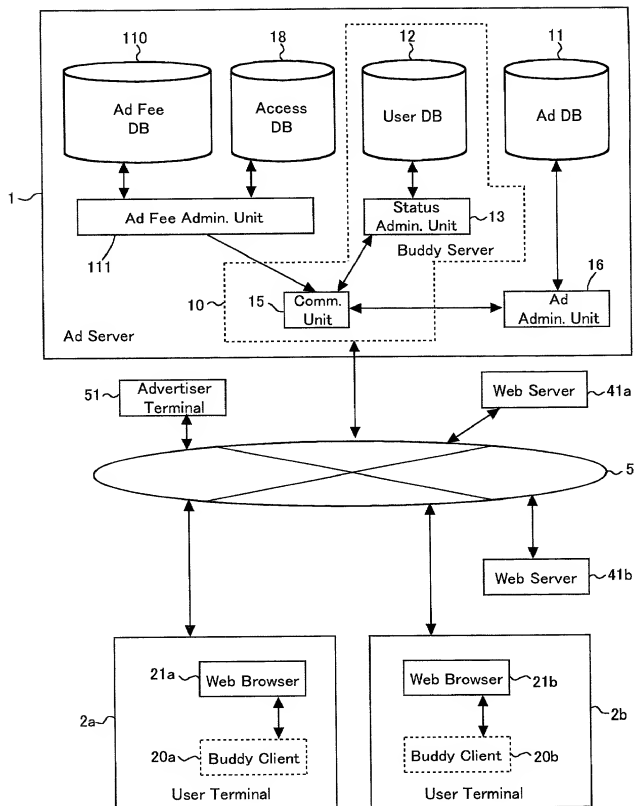 110
18
12
11
Ad Fee
DB
Access
DB
User DB
Ad DB
1
Ad Fee Admin. Unit
Status
Admin. Unit
13
111
Buddy Server
16
10
15
Comm.
Unit
Ad
Admin. Unit
Ad Server
51
Advertiser
Terminal
Web Server
41a
5
Web Server
41b
21a
Web Browser
Web Browser
21b
2a
2b
20a
Buddy Client
Buddy Client
20b
User Terminal
User Terminal